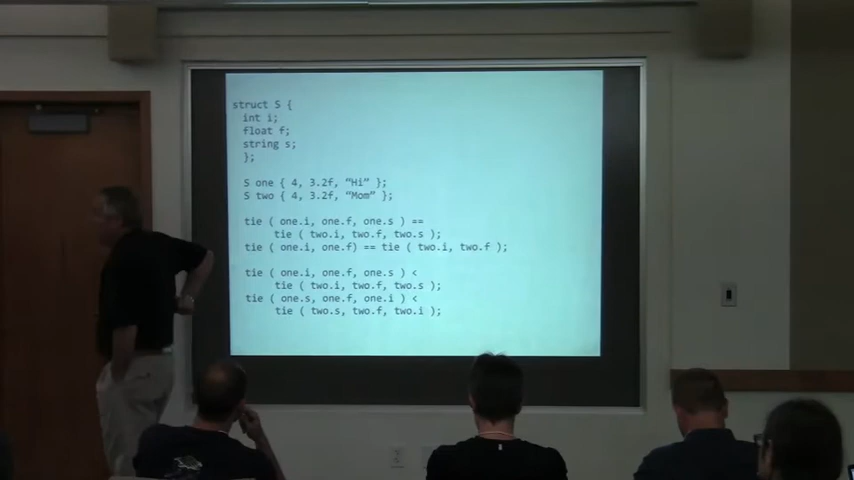 struct S {
int i;
float f;
string s;
};
S one { 4, 3.2f, “Hi” };
S two { 4, 3.2f, “Mom” };
tie ( one.i, one.f, one.s ) ==
tie ( two.i, two.f, two.s );
tie ( one.i, one.f) == tie ( two.i, two.f );
tie ( one.i, one.f, one.s ) <
tie ( two.i, two.f, two.s );
tie ( one.s, one.f, one.i ) <
tie ( two.s, two.f, two.i );